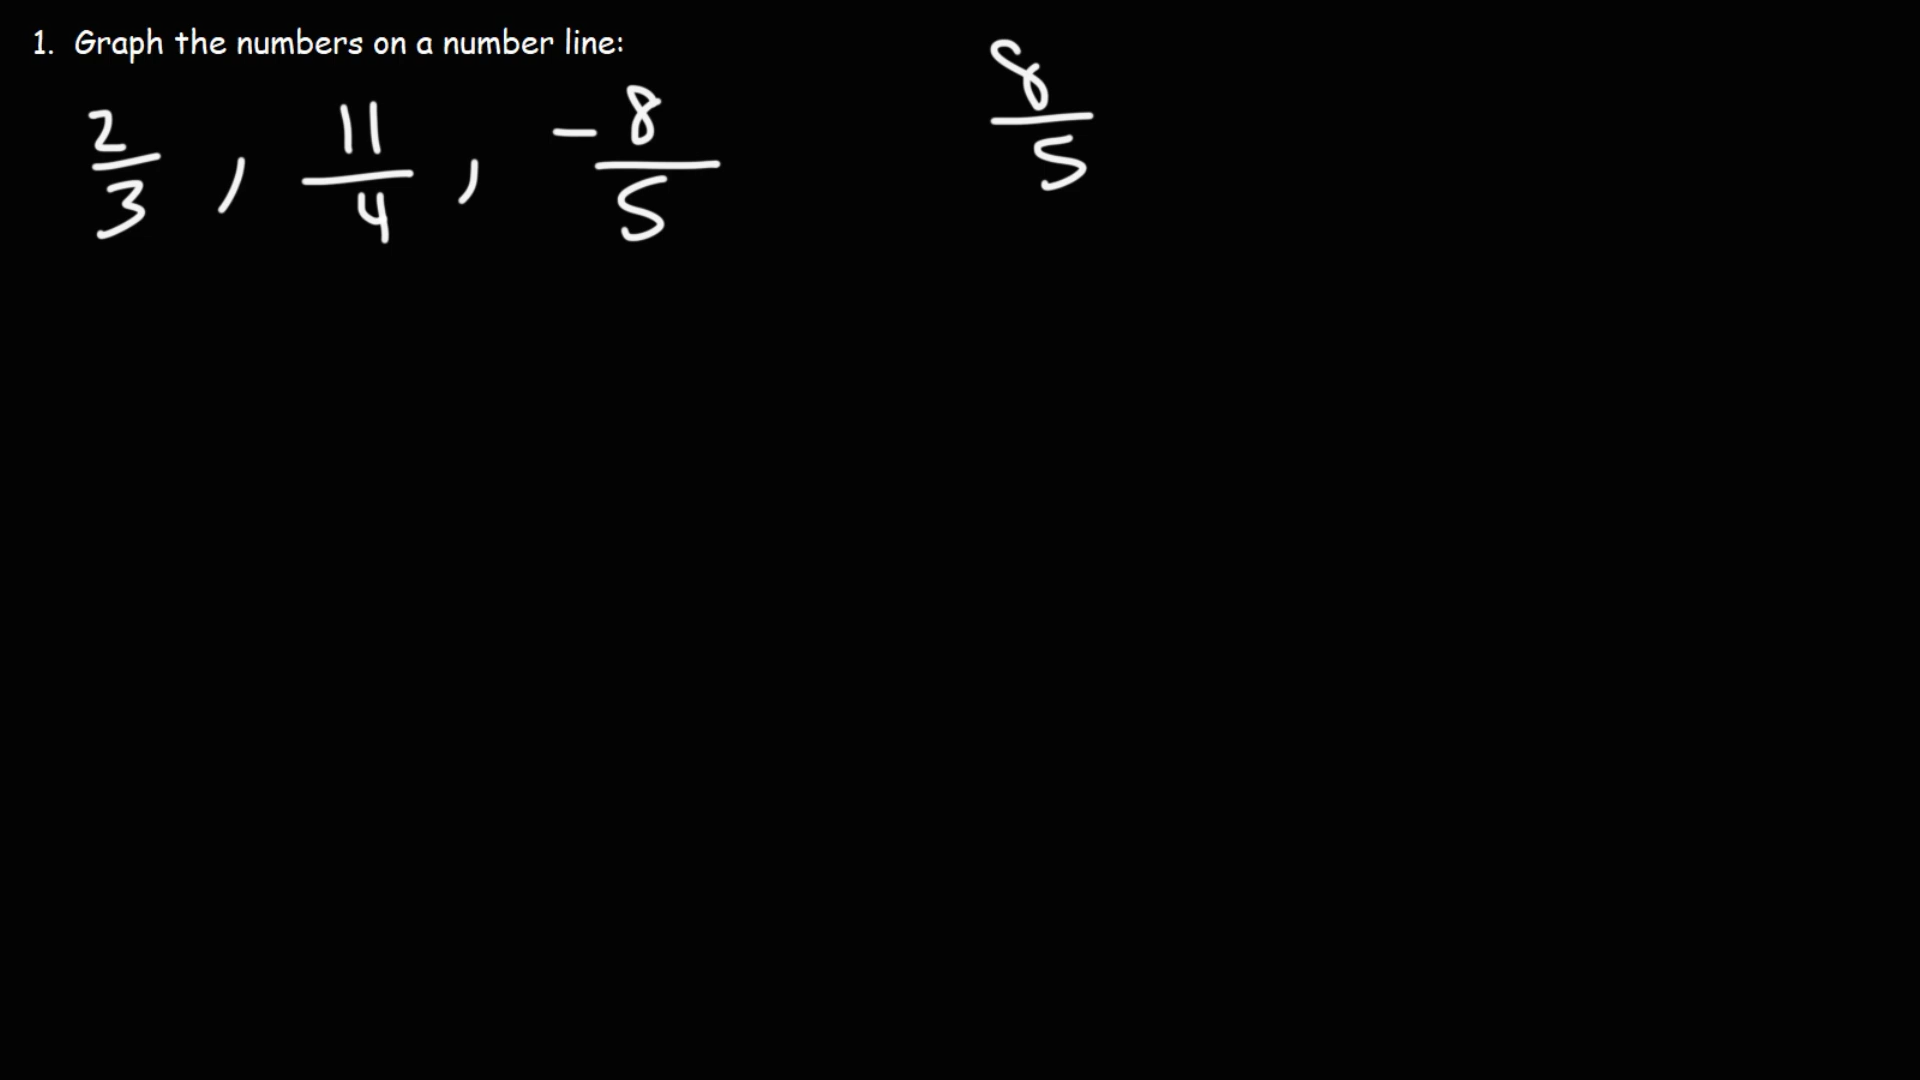 1. Graph the numbers on a number line:
2/3 , 11/4 , -8/5
8/5